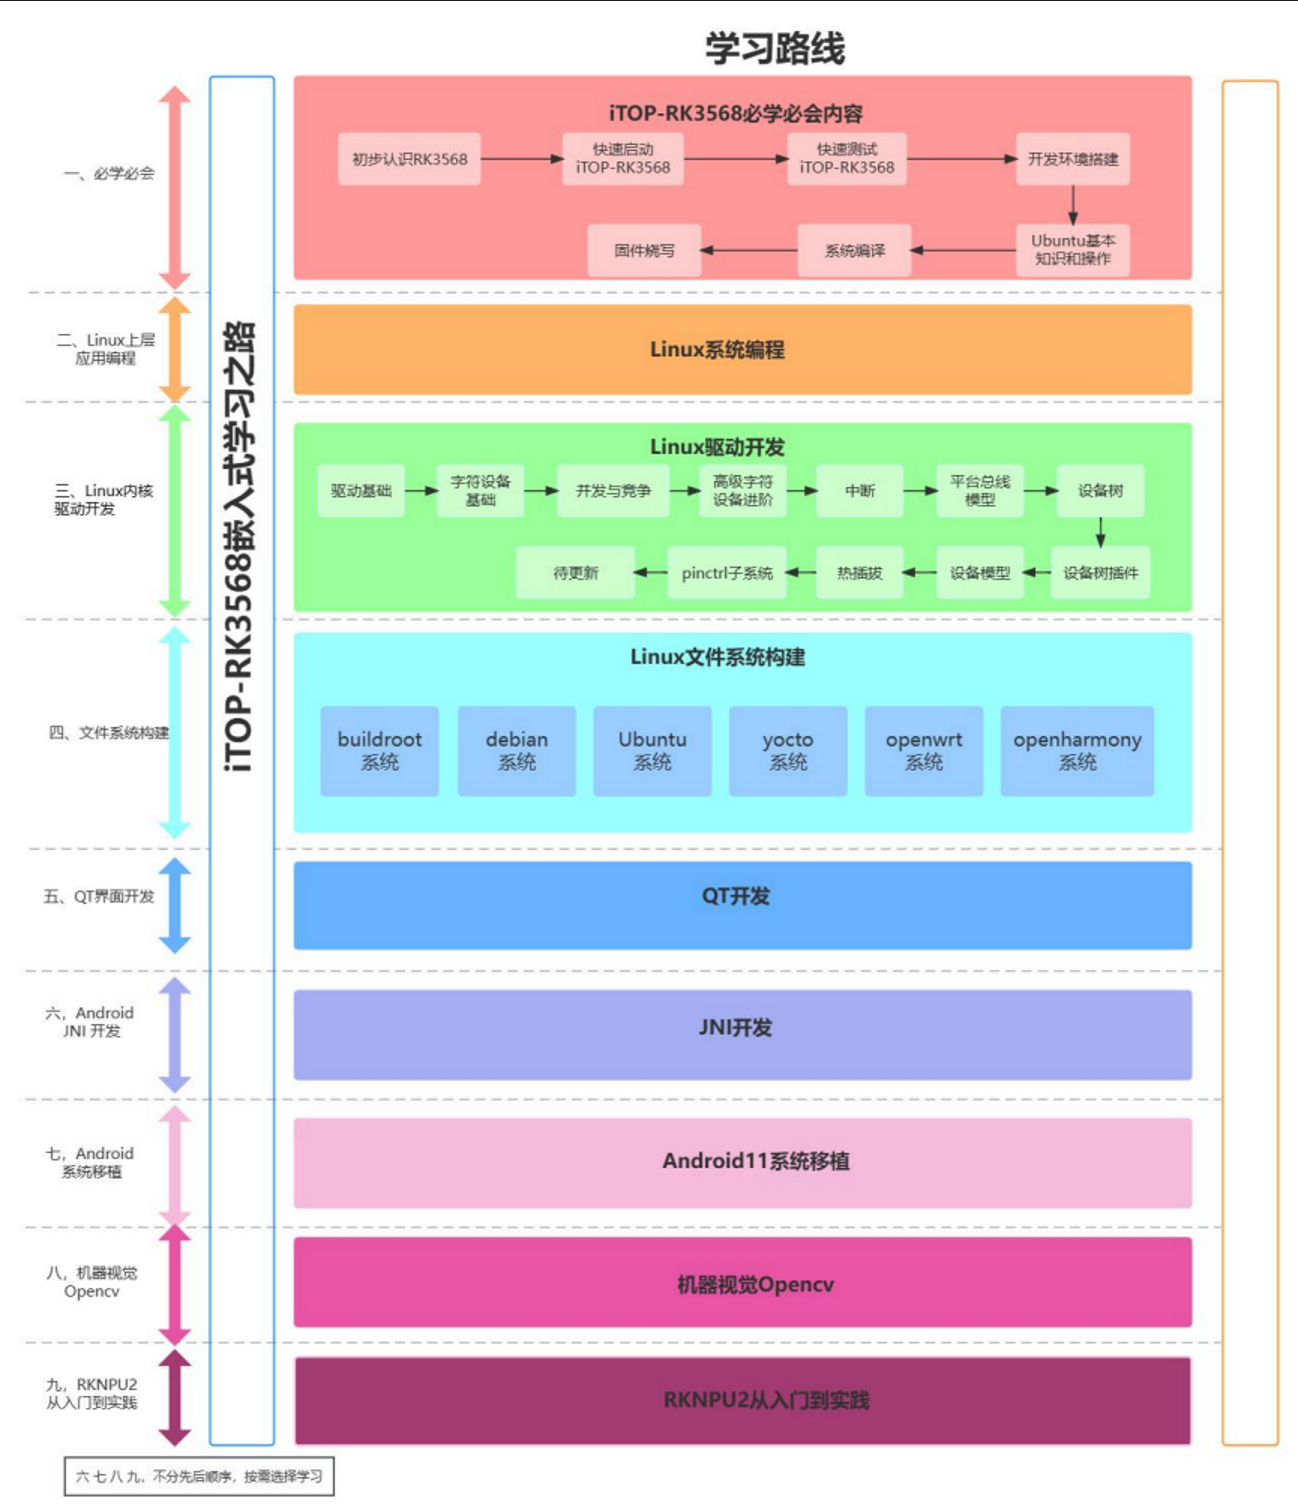 学习路线
iTOP-RK3568嵌入式学习之路
一、必学必会
iTOP-RK3568必学必会内容
初步认识RK3568
快速启动
iTOP-RK3568
快速测试
iTOP-RK3568
开发环境搭建
Ubuntu基本
知识和操作
系统编译
固件烧写
二、Linux上层
应用编程
Linux系统编程
三、Linux内核
驱动开发
Linux驱动开发
驱动基础
字符设备
基础
并发与竞争
高级字符
设备进阶
中断
平台总线
模型
设备树
设备树插件
设备模型
热插拔
pinctrl子系统
待更新
四、文件系统构建
Linux文件系统构建
buildroot
系统
debian
系统
Ubuntu
系统
yocto
系统
openwrt
系统
openharmony
系统
五、QT界面开发
QT开发
六，Android
JNI 开发
JNI开发
七，Android
系统移植
Android11系统移植
八，机器视觉
Opencv
机器视觉Opencv
九，RKNPU2
从入门到实践
RKNPU2从入门到实践
六 七 八 九，不分先后顺序，按需选择学习